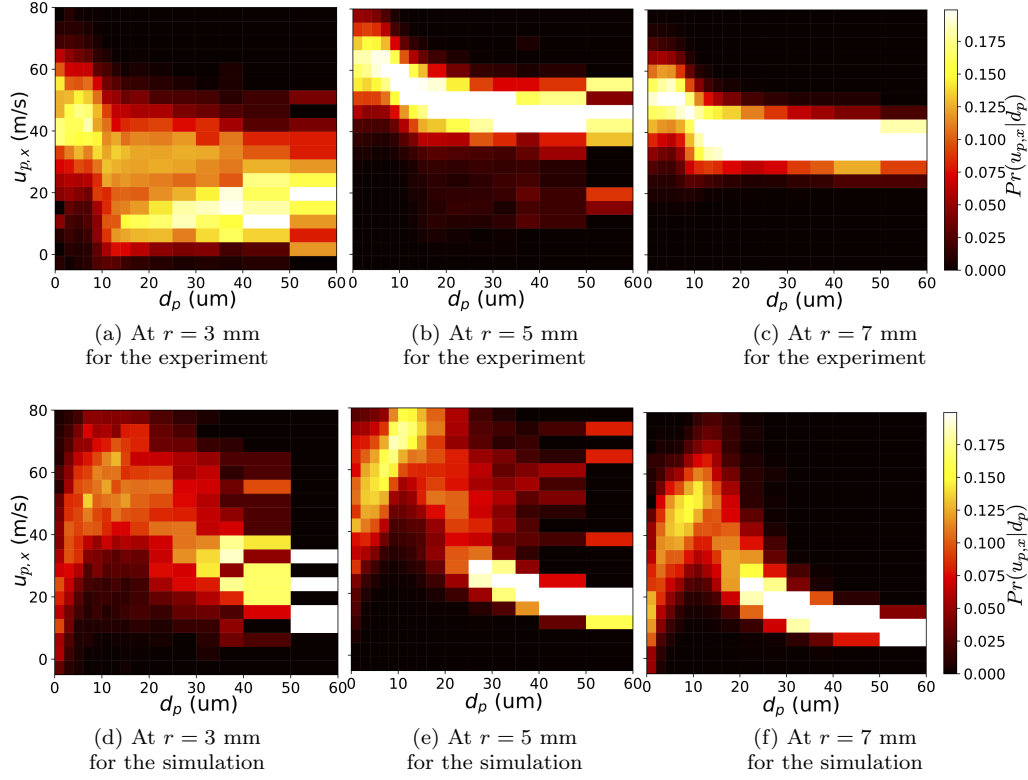 80
60
40
20
0
u_{p,x} (m/s)
0 10 20 30 40 50 60
d_p (um)
0 10 20 30 40 50 60
d_p (um)
0 10 20 30 40 50 60
d_p (um)
0.175
0.150
0.125
0.100
0.075
0.050
0.025
0.000
Pr(u_{p,x}|d_p)
(a) At r = 3 mm
for the experiment
(b) At r = 5 mm
for the experiment
(c) At r = 7 mm
for the experiment
80
60
40
20
0
u_{p,x} (m/s)
0 10 20 30 40 50 60
d_p (um)
0 10 20 30 40 50 60
d_p (um)
0 10 20 30 40 50 60
d_p (um)
0.175
0.150
0.125
0.100
0.075
0.050
0.025
0.000
Pr(u_{p,x}|d_p)
(d) At r = 3 mm
for the simulation
(e) At r = 5 mm
for the simulation
(f) At r = 7 mm
for the simulation